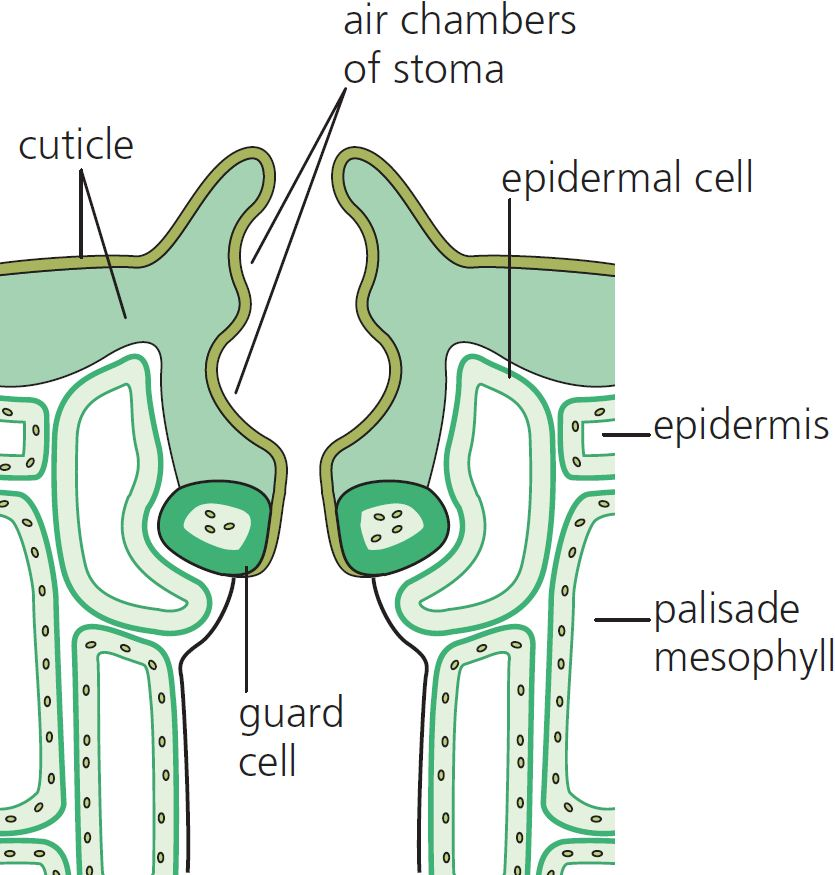 air chambers
of stoma
cuticle
epidermal cell
epidermis
palisade
mesophyll
guard
cell